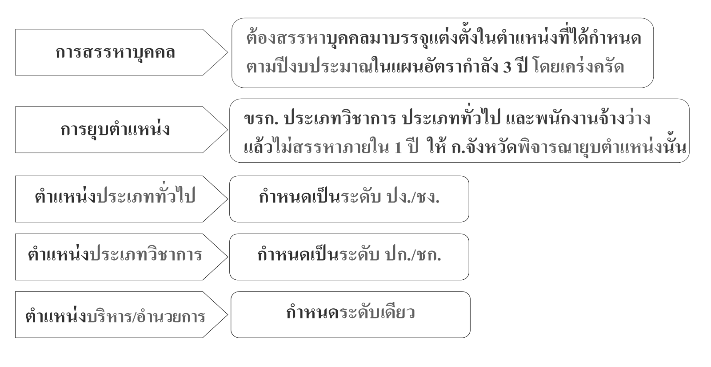 การสรรหาบุคคล
ต้องสรรหาบุคคลมาบรรจุแต่งตั้งในตำแหน่งที่ได้กำหนด
ตามปีงบประมาณในแผนอัตรากำลัง 3 ปี โดยเคร่งครัด
การยุบตำแหน่ง
ขรก. ประเภทวิชาการ ประเภททั่วไป และพนักงานจ้างว่าง
แล้วไม่สรรหาภายใน 1 ปี ให้ ก.จังหวัดพิจารณายุบตำแหน่งนั้น
ตำแหน่งประเภททั่วไป
กำหนดเป็นระดับ ปง./ชง.
ตำแหน่งประเภทวิชาการ
กำหนดเป็นระดับ ปก./ชก.
ตำแหน่งบริหาร/อำนวยการ
กำหนดระดับเดียว